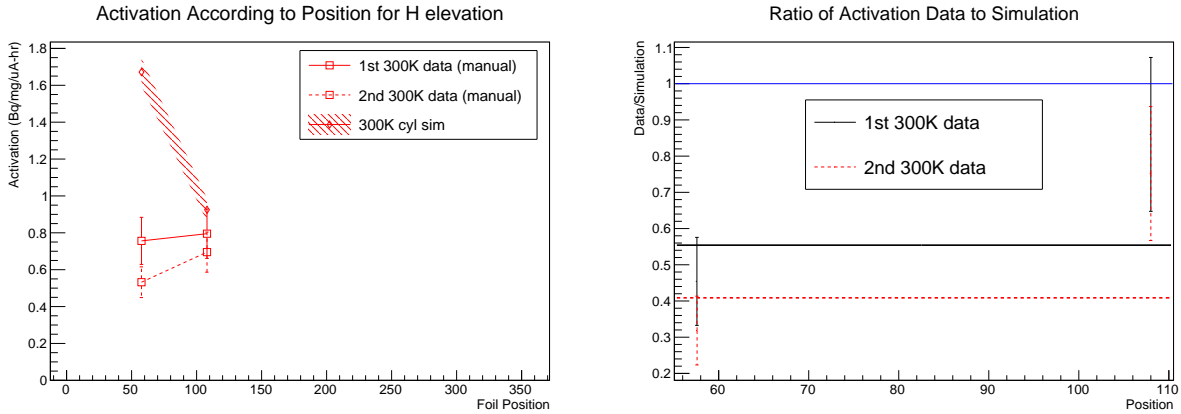 Activation According to Position for H elevation
Activation (Bq/mg/uA-hr)
1.8
1.6
1.4
1.2
1
0.8
0.6
0.4
0.2
0
0 50 100 150 200 250 300 350
Foil Position
1st 300K data (manual)
2nd 300K data (manual)
300K cyl sim
Ratio of Activation Data to Simulation
Data/Simulation
1.1
1
0.9
0.8
0.7
0.6
0.5
0.4
0.3
0.2
60 70 80 90 100 110
Position
1st 300K data
2nd 300K data